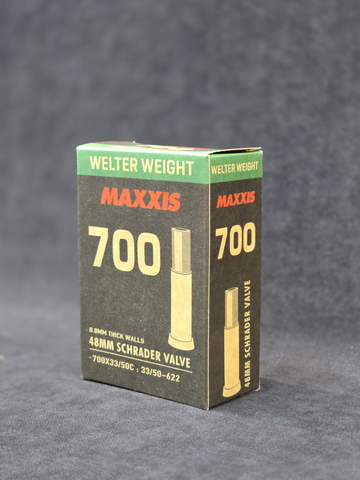 WELTER WEIGHT
MAXXIS
700
0.8MM THICK WALLS
48MM SCHRADER VALVE
·700X33/50C ; 33/50-622
WELTER WEIGHT
MAXXIS
700
48MM SCHRADER VALVE